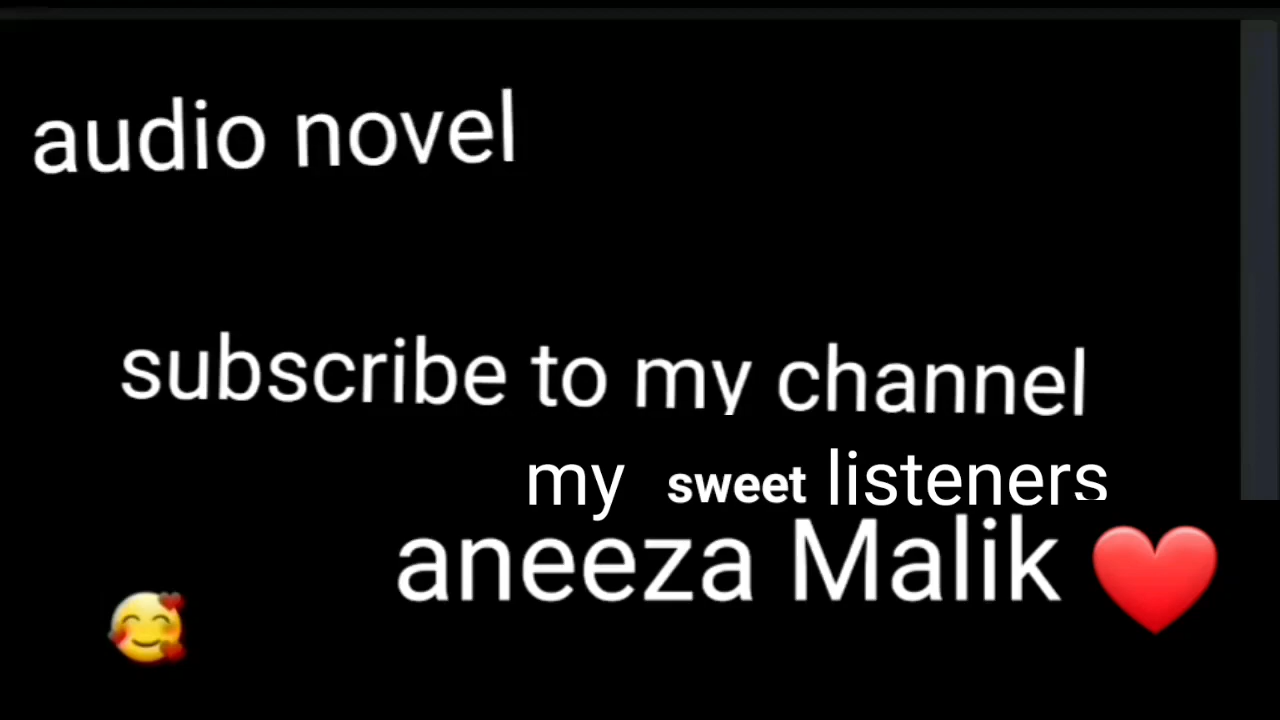 audio novel
subscribe to my channel
my sweet listeners
aneeza Malik ❤️
🥰